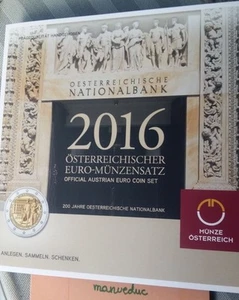 OESTERREICHISCHE
NATIONALBANK
2016
ÖSTERREICHISCHER
EURO-MÜNZENSATZ
OFFICIAL AUSTRIAN EURO COIN SET
200 JAHRE OESTERREICHISCHE NATIONALBANK
MÜNZE
ÖSTERREICH
ANLEGEN. SAMMELN. SCHENKEN.
manveduc